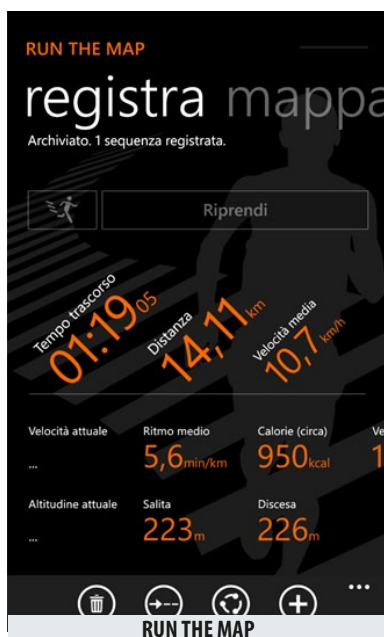 RUN THE MAP
registra mappa
Archiviato. 1 sequenza registrata.
Riprendi
Tempo trascorso
01:19 05
Distanza
14,11 km
Velocità media
10,7 km/h
Velocità attuale Ritmo medio Calorie (circa) Ve
... 5,6 min/km 950 kcal 1
Altitudine attuale Salita Discesa
... 223 m 226 m
...
RUN THE MAP